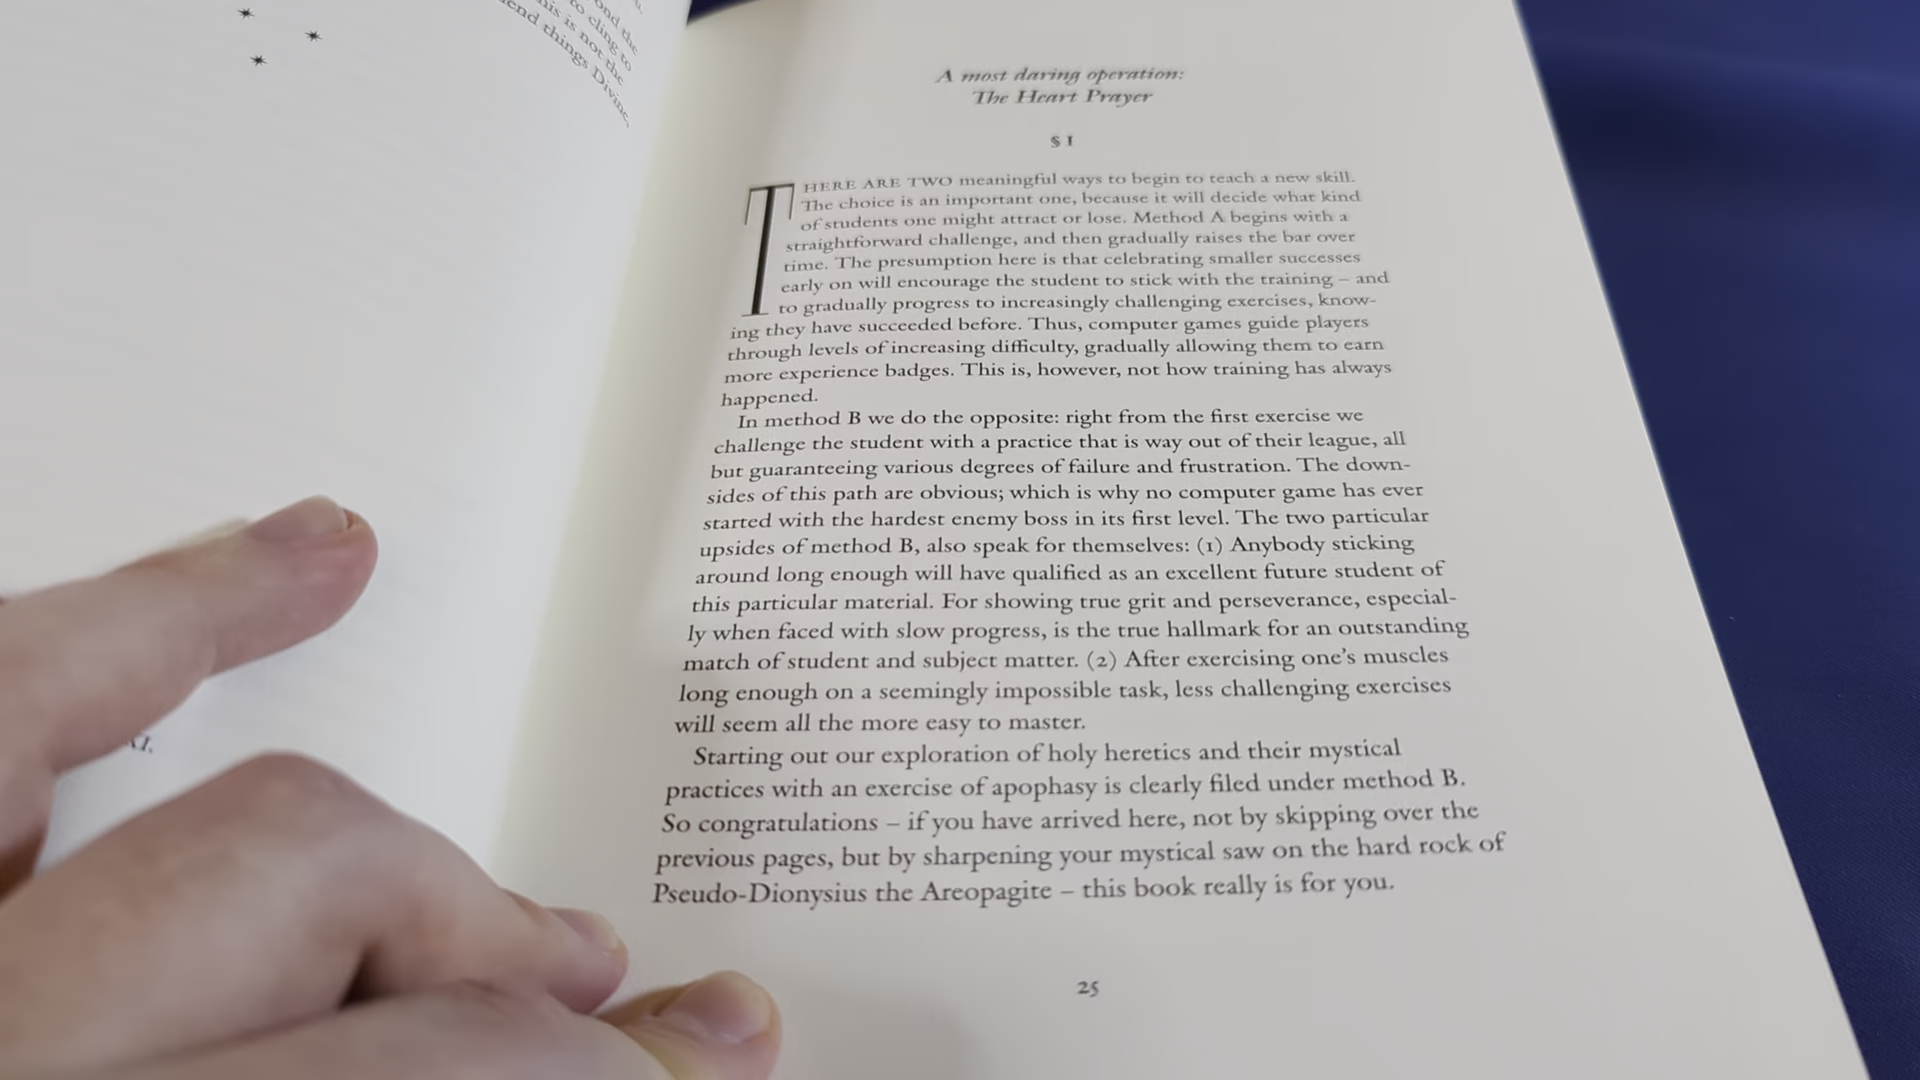 ond the
to cling to
his is not the
end things Divine,
A most daring operation:
The Heart Prayer
§ 1
THERE ARE TWO meaningful ways to begin to teach a new skill.
The choice is an important one, because it will decide what kind
of students one might attract or lose. Method A begins with a
straightforward challenge, and then gradually raises the bar over
time. The presumption here is that celebrating smaller successes
early on will encourage the student to stick with the training – and
to gradually progress to increasingly challenging exercises, know-
ing they have succeeded before. Thus, computer games guide players
through levels of increasing difficulty, gradually allowing them to earn
more experience badges. This is, however, not how training has always
happened.
In method B we do the opposite: right from the first exercise we
challenge the student with a practice that is way out of their league, all
but guaranteeing various degrees of failure and frustration. The down-
sides of this path are obvious; which is why no computer game has ever
started with the hardest enemy boss in its first level. The two particular
upsides of method B, also speak for themselves: (1) Anybody sticking
around long enough will have qualified as an excellent future student of
this particular material. For showing true grit and perseverance, especial-
ly when faced with slow progress, is the true hallmark for an outstanding
match of student and subject matter. (2) After exercising one's muscles
long enough on a seemingly impossible task, less challenging exercises
will seem all the more easy to master.
Starting out our exploration of holy heretics and their mystical
practices with an exercise of apophasy is clearly filed under method B.
So congratulations – if you have arrived here, not by skipping over the
previous pages, but by sharpening your mystical saw on the hard rock of
Pseudo-Dionysius the Areopagite – this book really is for you.
25